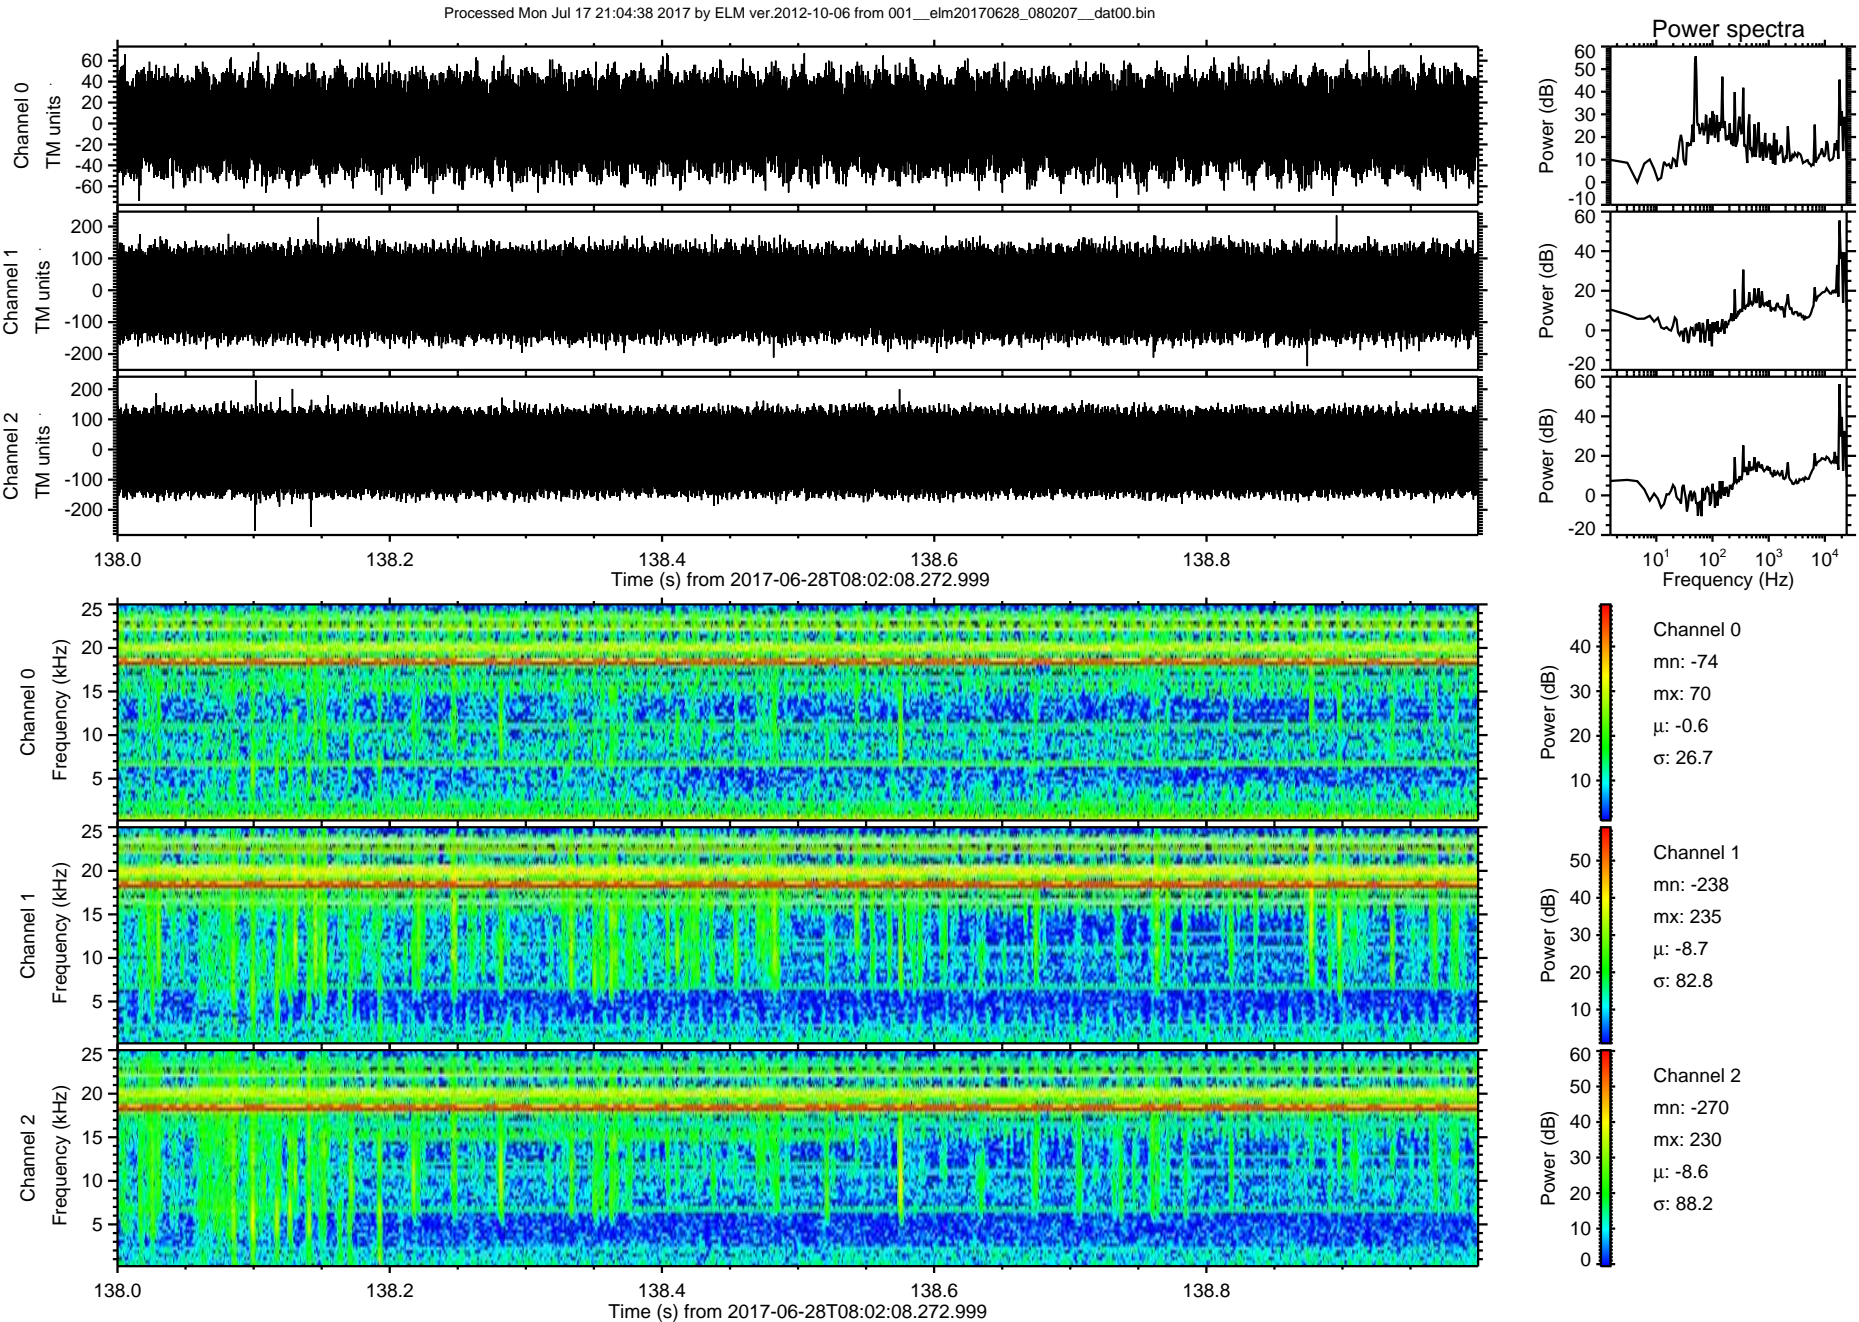 Processed Mon Jul 17 21:04:38 2017 by ELM ver.2012-10-06 from 001__elm20170628_080207__dat00.bin
Power spectra
Channel 0
TM units
60
40
20
0
-20
-40
-60
Power (dB)
60
50
40
30
20
10
0
-10
Channel 1
TM units
200
100
0
-100
-200
Power (dB)
60
40
20
0
-20
Channel 2
TM units
200
100
0
-100
-200
Power (dB)
60
40
20
0
-20
138.0 138.2 138.4 138.6 138.8
Time (s) from 2017-06-28T08:02:08.272.999
10^1 10^2 10^3 10^4
Frequency (Hz)
Channel 0
Frequency (kHz)
25
20
15
10
5
Power (dB)
40
30
20
10
Channel 0
mn: -74
mx: 70
μ: -0.6
σ: 26.7
Channel 1
Frequency (kHz)
25
20
15
10
5
Power (dB)
50
40
30
20
10
Channel 1
mn: -238
mx: 235
μ: -8.7
σ: 82.8
Channel 2
Frequency (kHz)
25
20
15
10
5
Power (dB)
60
50
40
30
20
10
0
Channel 2
mn: -270
mx: 230
μ: -8.6
σ: 88.2
138.0 138.2 138.4 138.6 138.8
Time (s) from 2017-06-28T08:02:08.272.999